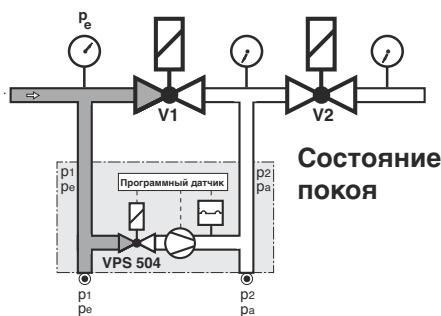 pe
V1
V2
Состояние
покоя
p1
pe
p2
pa
Программный датчик
VPS 504
p1
pe
p2
pa